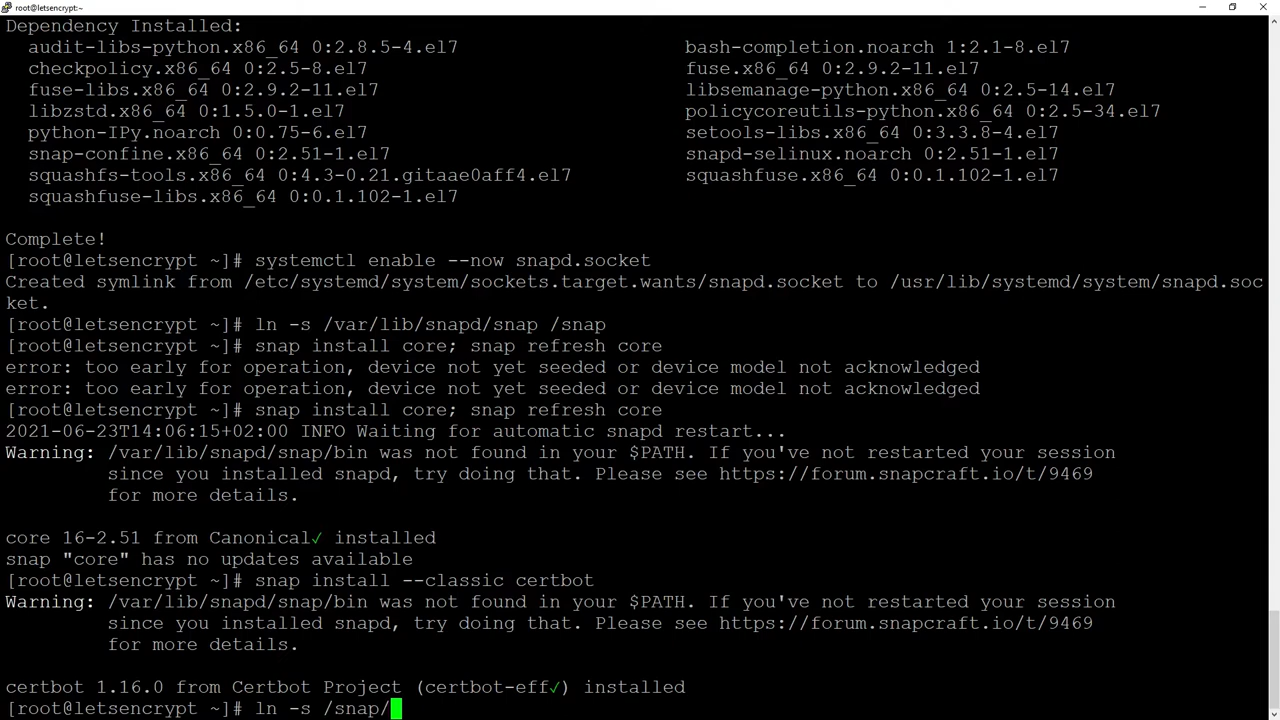 root@letsencrypt:~
Dependency Installed:
audit-libs-python.x86_64 0:2.8.5-4.el7 bash-completion.noarch 1:2.1-8.el7
checkpolicy.x86_64 0:2.5-8.el7 fuse.x86_64 0:2.9.2-11.el7
fuse-libs.x86_64 0:2.9.2-11.el7 libsemanage-python.x86_64 0:2.5-14.el7
libzstd.x86_64 0:1.5.0-1.el7 policycoreutils-python.x86_64 0:2.5-34.el7
python-IPy.noarch 0:0.75-6.el7 setools-libs.x86_64 0:3.3.8-4.el7
snap-confine.x86_64 0:2.51-1.el7 snapd-selinux.noarch 0:2.51-1.el7
squashfs-tools.x86_64 0:4.3-0.21.gitaae0aff4.el7 squashfuse.x86_64 0:0.1.102-1.el7
squashfuse-libs.x86_64 0:0.1.102-1.el7
Complete!
[root@letsencrypt ~]# systemctl enable --now snapd.socket
Created symlink from /etc/systemd/system/sockets.target.wants/snapd.socket to /usr/lib/systemd/system/snapd.soc
ket.
[root@letsencrypt ~]# ln -s /var/lib/snapd/snap /snap
[root@letsencrypt ~]# snap install core; snap refresh core
error: too early for operation, device not yet seeded or device model not acknowledged
error: too early for operation, device not yet seeded or device model not acknowledged
[root@letsencrypt ~]# snap install core; snap refresh core
2021-06-23T14:06:15+02:00 INFO Waiting for automatic snapd restart...
Warning: /var/lib/snapd/snap/bin was not found in your $PATH. If you've not restarted your session
since you installed snapd, try doing that. Please see https://forum.snapcraft.io/t/9469
for more details.
core 16-2.51 from Canonical✓ installed
snap "core" has no updates available
[root@letsencrypt ~]# snap install --classic certbot
Warning: /var/lib/snapd/snap/bin was not found in your $PATH. If you've not restarted your session
since you installed snapd, try doing that. Please see https://forum.snapcraft.io/t/9469
for more details.
certbot 1.16.0 from Certbot Project (certbot-eff✓) installed
[root@letsencrypt ~]# ln -s /snap/